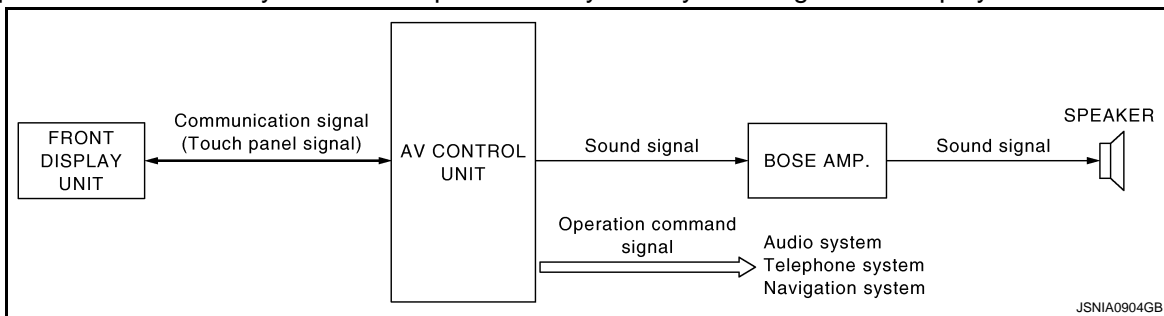 FRONT
DISPLAY
UNIT
Communication signal
(Touch panel signal)
AV CONTROL
UNIT
Sound signal
BOSE AMP.
Sound signal
SPEAKER
Operation command
signal
Audio system
Telephone system
Navigation system
JSNIA0904GB